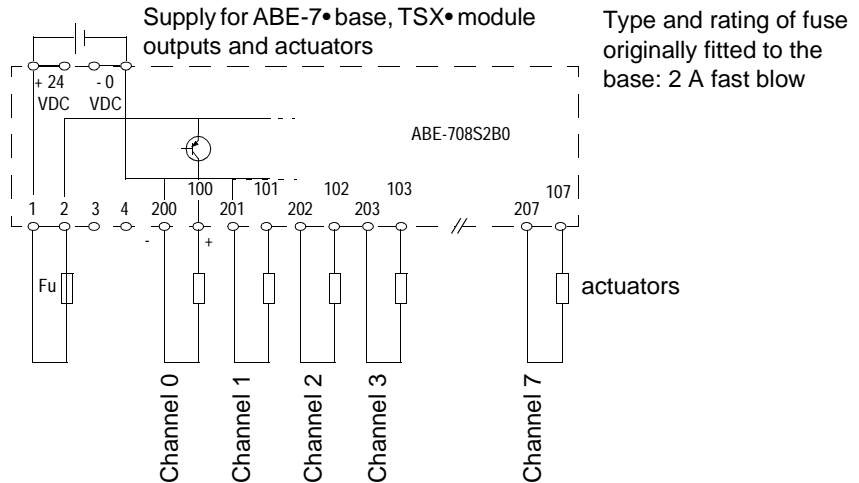 Supply for ABE-7• base, TSX• module
outputs and actuators
Type and rating of fuse
originally fitted to the
base: 2 A fast blow
+ 24
VDC
- 0
VDC
ABE-708S2B0
100 101 102 103 107
1 2 3 4 200 201 202 203 207
- +
Fu
actuators
Channel 0
Channel 1
Channel 2
Channel 3
Channel 7